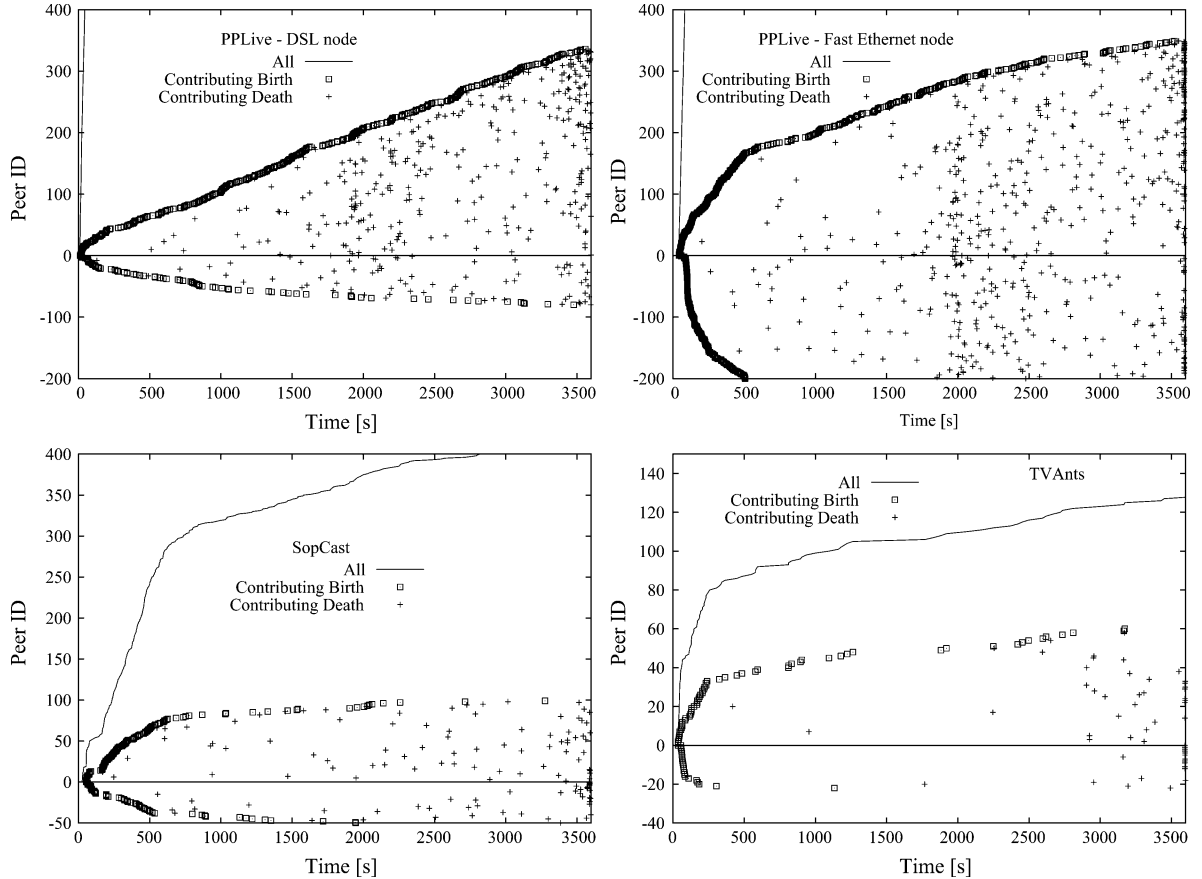 PPLive - DSL node
All
Contributing Birth
Contributing Death
Peer ID
400
300
200
100
0
-100
-200
0 500 1000 1500 2000 2500 3000 3500
Time [s]
PPLive - Fast Ethernet node
All
Contributing Birth
Contributing Death
Peer ID
400
300
200
100
0
-100
-200
0 500 1000 1500 2000 2500 3000 3500
Time [s]
SopCast
All
Contributing Birth
Contributing Death
Peer ID
400
350
300
250
200
150
100
50
0
-50
0 500 1000 1500 2000 2500 3000 3500
Time [s]
TVAnts
All
Contributing Birth
Contributing Death
Peer ID
140
120
100
80
60
40
20
0
-20
-40
0 500 1000 1500 2000 2500 3000 3500
Time [s]